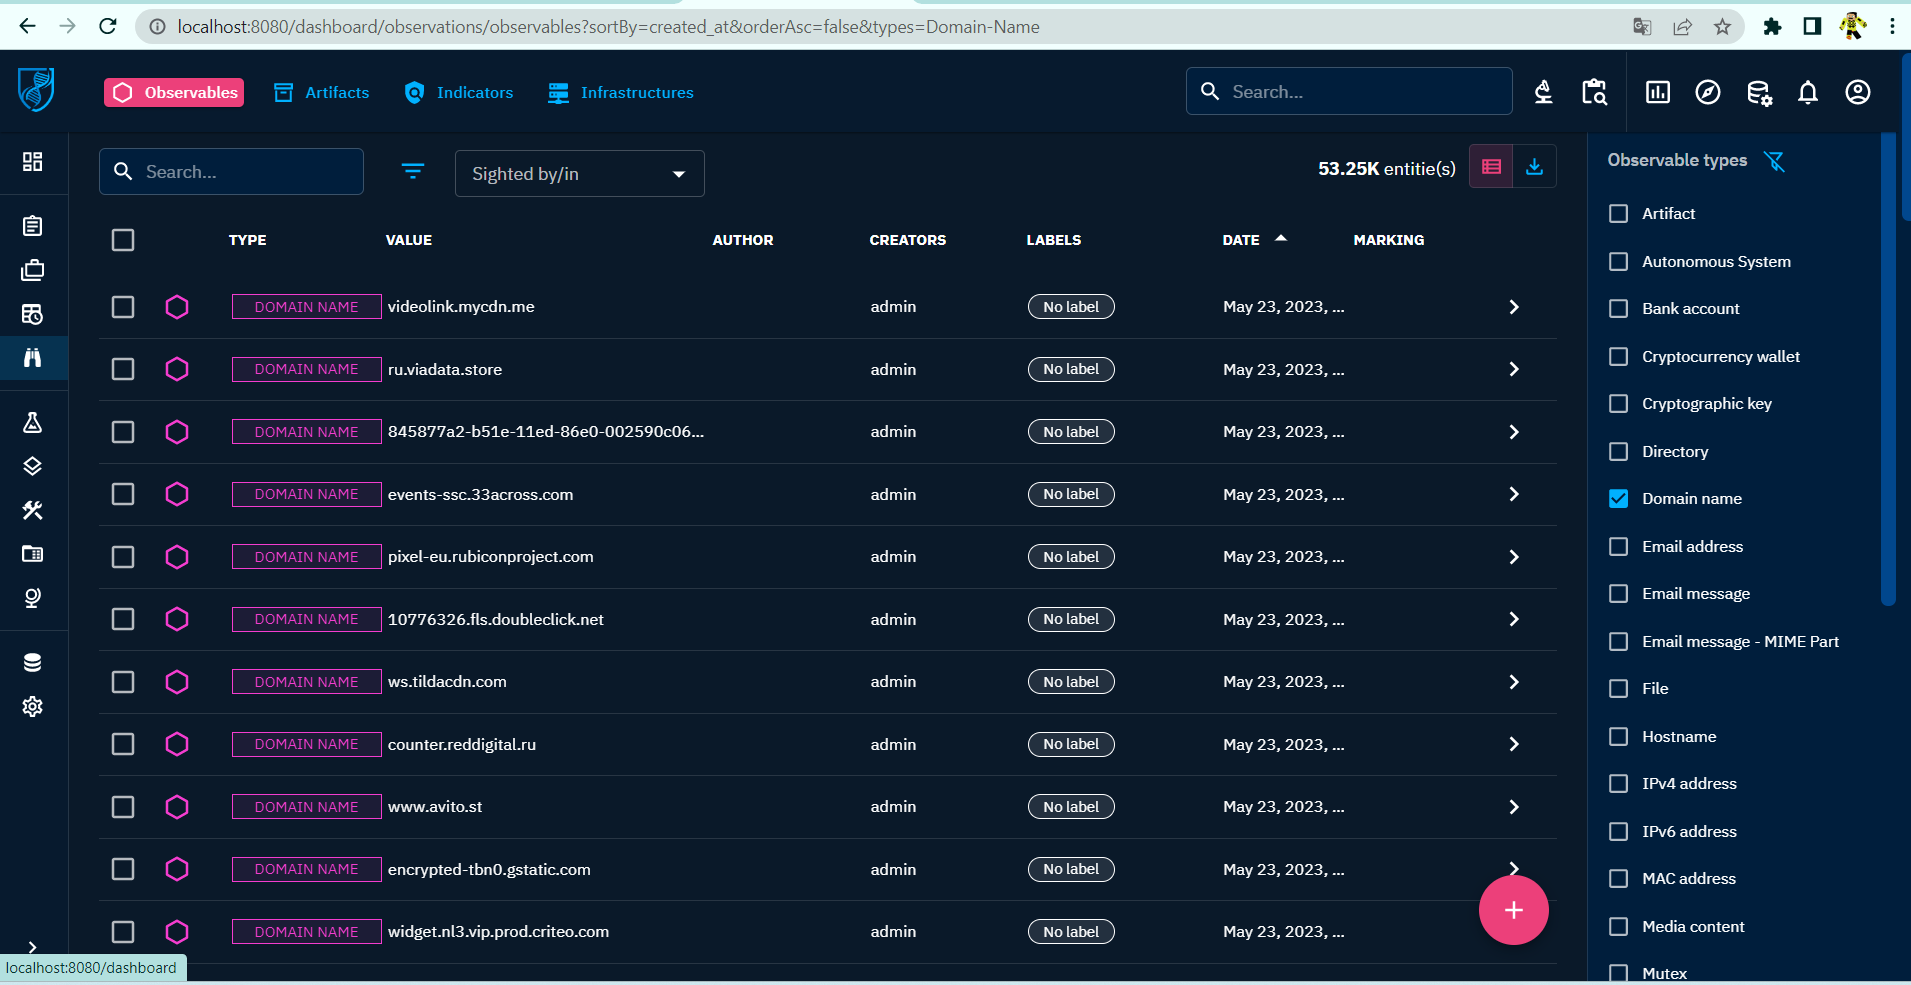 localhost:8080/dashboard/observations/observables?sortBy=created_at&orderAsc=false&types=Domain-Name
Observables Artifacts Indicators Infrastructures Search...
Search... Sighted by/in 53.25K entitie(s)
TYPE VALUE AUTHOR CREATORS LABELS DATE MARKING
DOMAIN NAME videolink.mycdn.me admin No label May 23, 2023, ...
DOMAIN NAME ru.viadata.store admin No label May 23, 2023, ...
DOMAIN NAME 845877a2-b51e-11ed-86e0-002590c06... admin No label May 23, 2023, ...
DOMAIN NAME events-ssc.33across.com admin No label May 23, 2023, ...
DOMAIN NAME pixel-eu.rubiconproject.com admin No label May 23, 2023, ...
DOMAIN NAME 10776326.fls.doubleclick.net admin No label May 23, 2023, ...
DOMAIN NAME ws.tildacdn.com admin No label May 23, 2023, ...
DOMAIN NAME counter.reddigital.ru admin No label May 23, 2023, ...
DOMAIN NAME www.avito.st admin No label May 23, 2023, ...
DOMAIN NAME encrypted-tbn0.gstatic.com admin No label May 23, 2023, ...
DOMAIN NAME widget.nl3.vip.prod.criteo.com admin No label May 23, 2023, ...
Observable types
Artifact
Autonomous System
Bank account
Cryptocurrency wallet
Cryptographic key
Directory
Domain name
Email address
Email message
Email message - MIME Part
File
Hostname
IPv4 address
IPv6 address
MAC address
Media content
Mutex
localhost:8080/dashboard